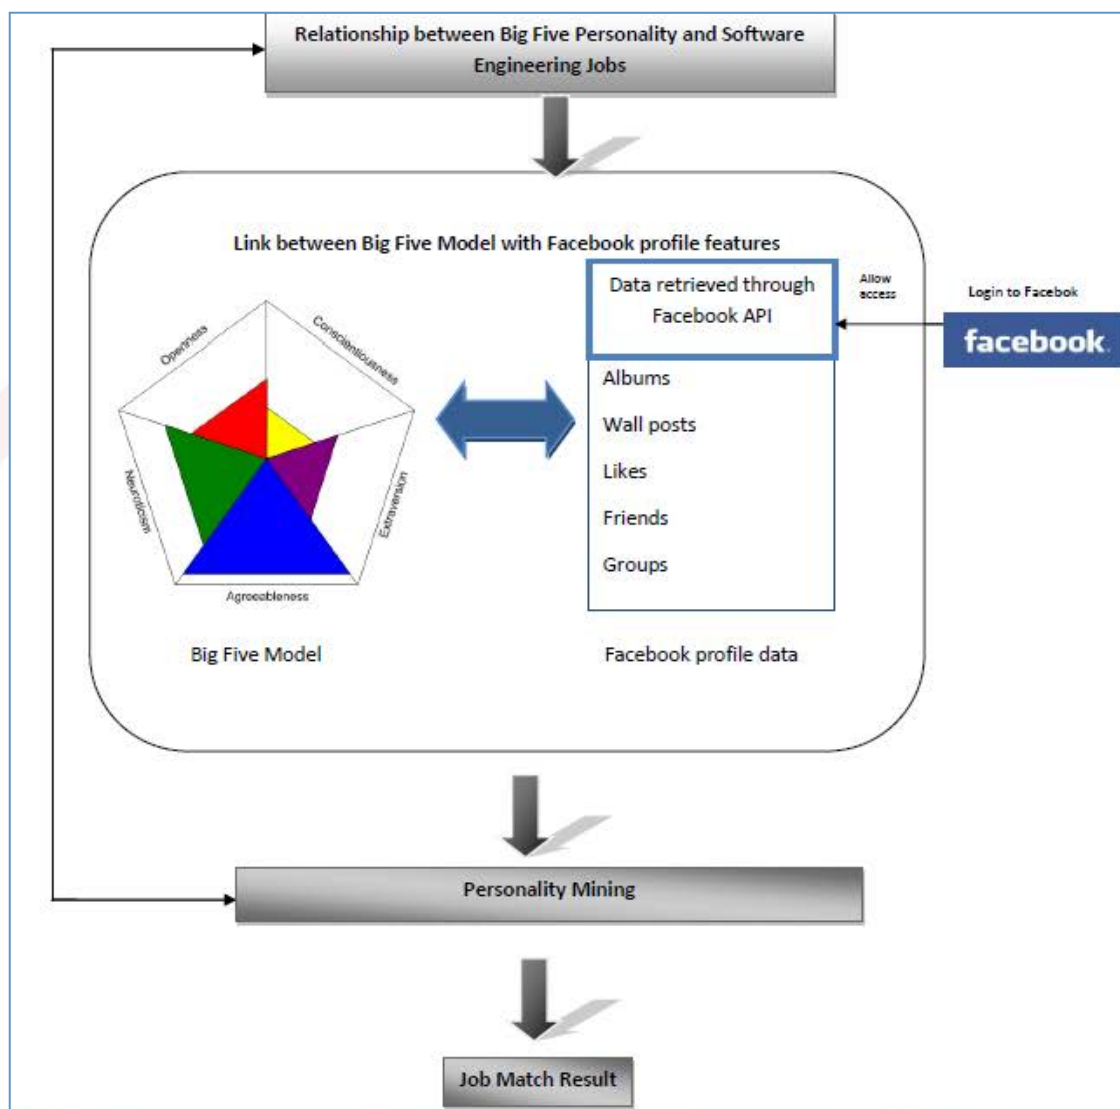 Relationship between Big Five Personality and Software
Engineering Jobs
Link between Big Five Model with Facebook profile features
Data retrieved through
Facebook API
Allow
access
Login to Facebok
facebook.
Albums
Wall posts
Likes
Friends
Groups
Openness
Conscientiousness
Neuroticism
Extraversion
Agreeableness
Big Five Model
Facebook profile data
Personality Mining
Job Match Result